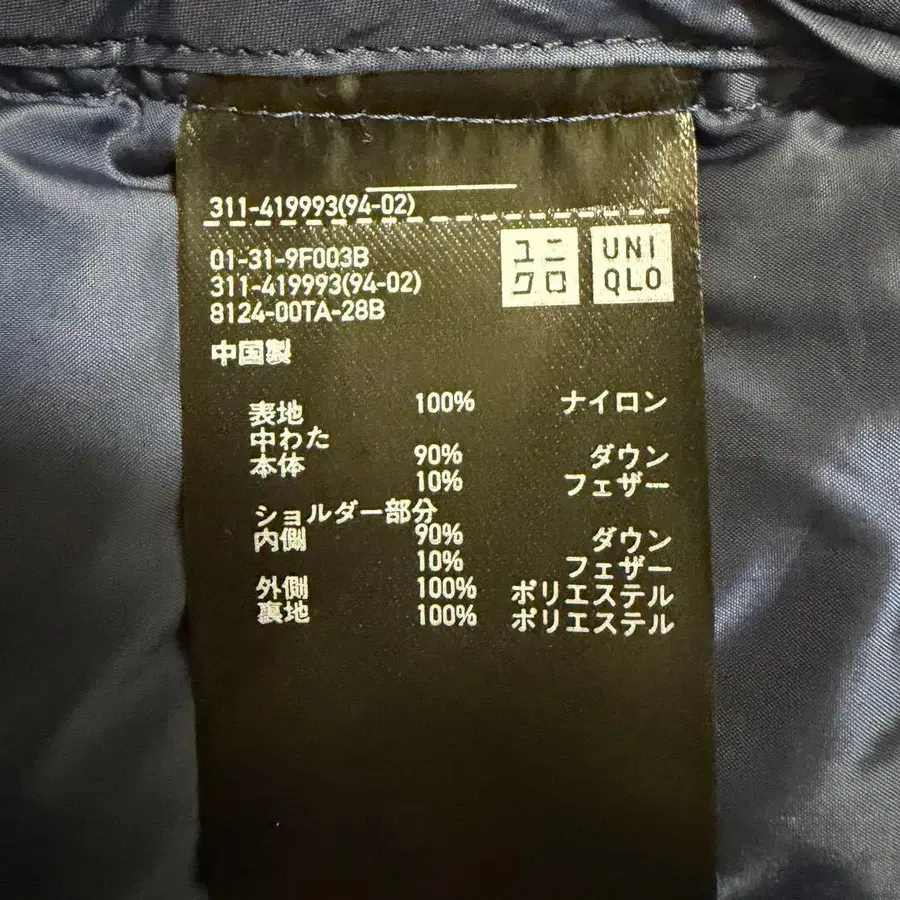 311-419993(94-02)
01-31-9F003B
311-419993(94-02)
8124-00TA-28B
ユニ
クロ
UNI
QLO
中国製
表地 100% ナイロン
中わた
本体 90% ダウン
10% フェザー
ショルダー部分
内側 90% ダウン
10% フェザー
外側 100% ポリエステル
裏地 100% ポリエステル